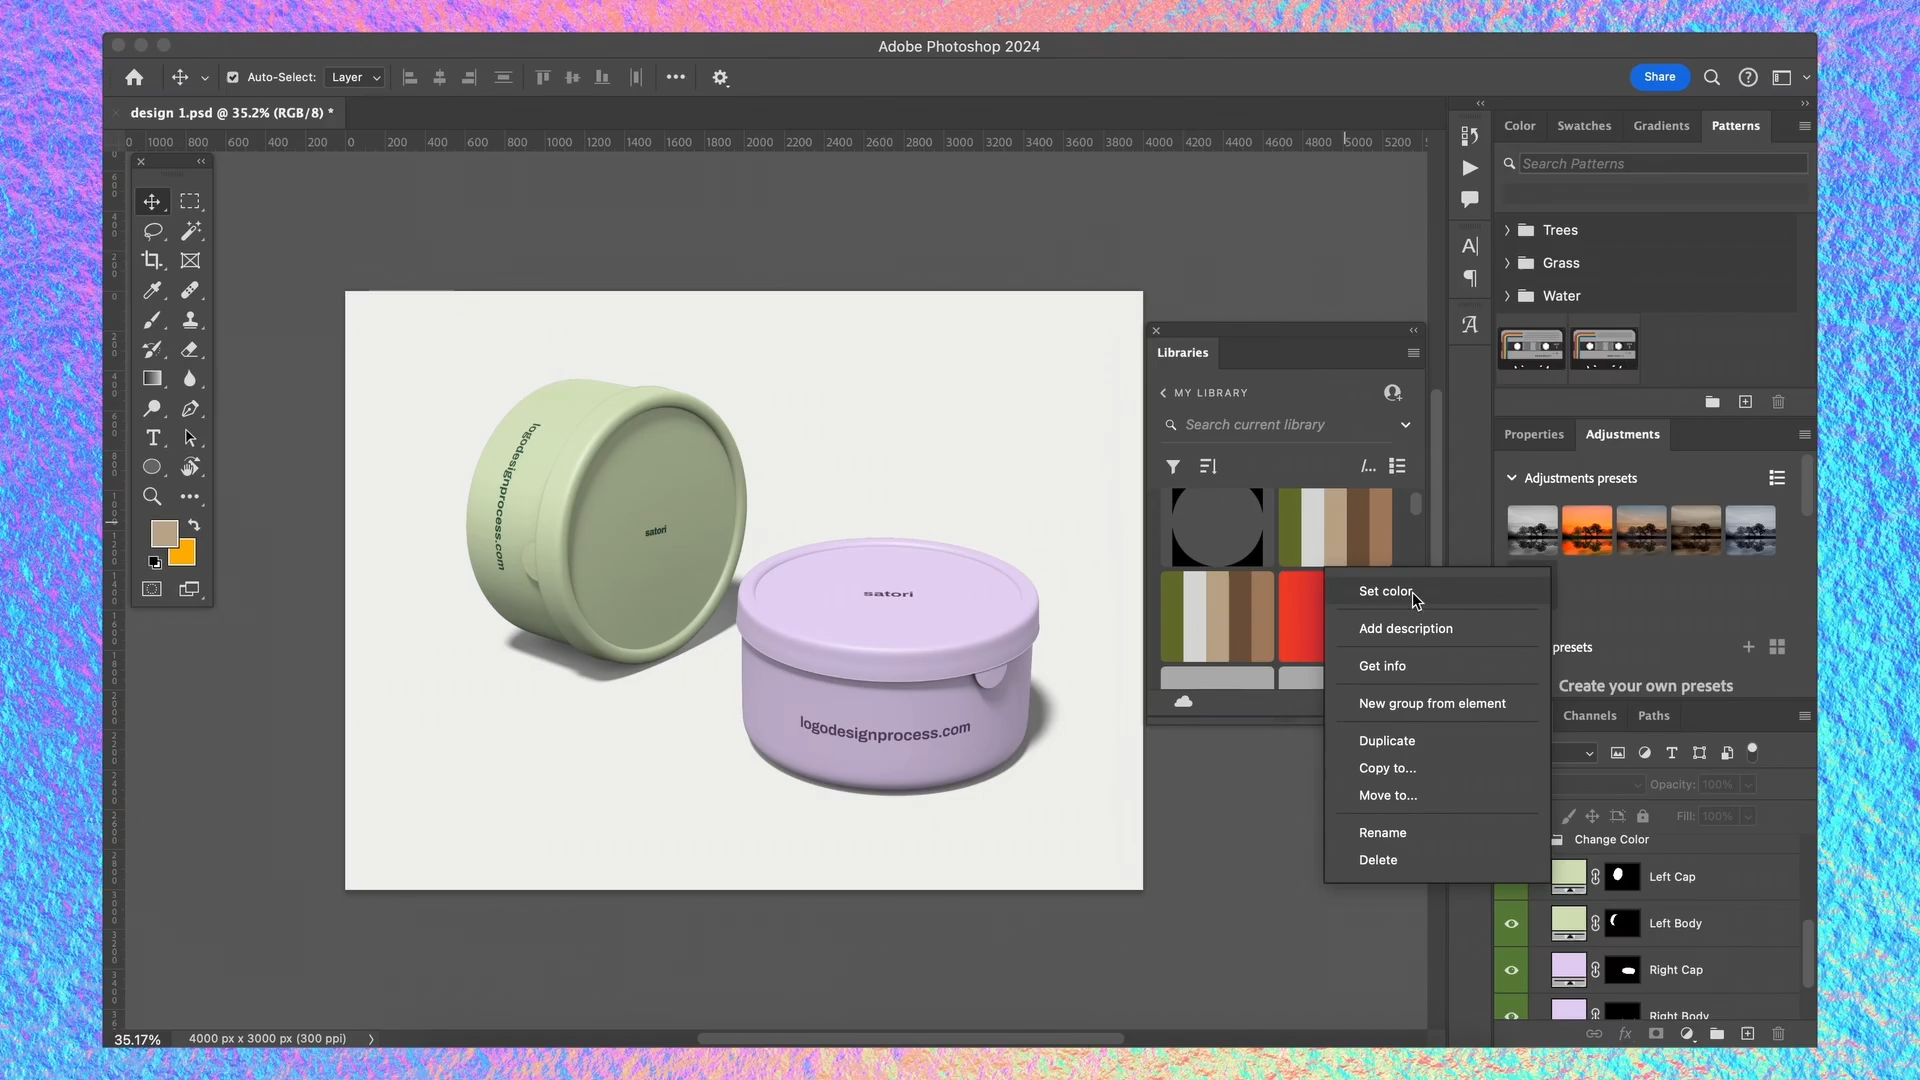 Adobe Photoshop 2024
Auto-Select: Layer
Share
design 1.psd @ 35.2% (RGB/8) *
0 1000 800 600 400 200 0 200 400 600 800 1000 1200 1400 1600 1800 2000 2200 2400 2600 2800 3000 3200 3400 3600 3800 4000 4200 4400 4600 4800 5000 5200
Color Swatches Gradients Patterns
Search Patterns
Trees
Grass
Water
logodesignprocess.com
satori
satori
logodesignprocess.com
Libraries
MY LIBRARY
Search current library
/...
Set color
Add description
Get info
New group from element
Duplicate
Copy to...
Move to...
Rename
Delete
Properties Adjustments
Adjustments presets
presets
Create your own presets
Channels Paths
Opacity: 100%
Fill: 100%
Change Color
Left Cap
Left Body
Right Cap
Right Body
35.17% 4000 px x 3000 px (300 ppi)